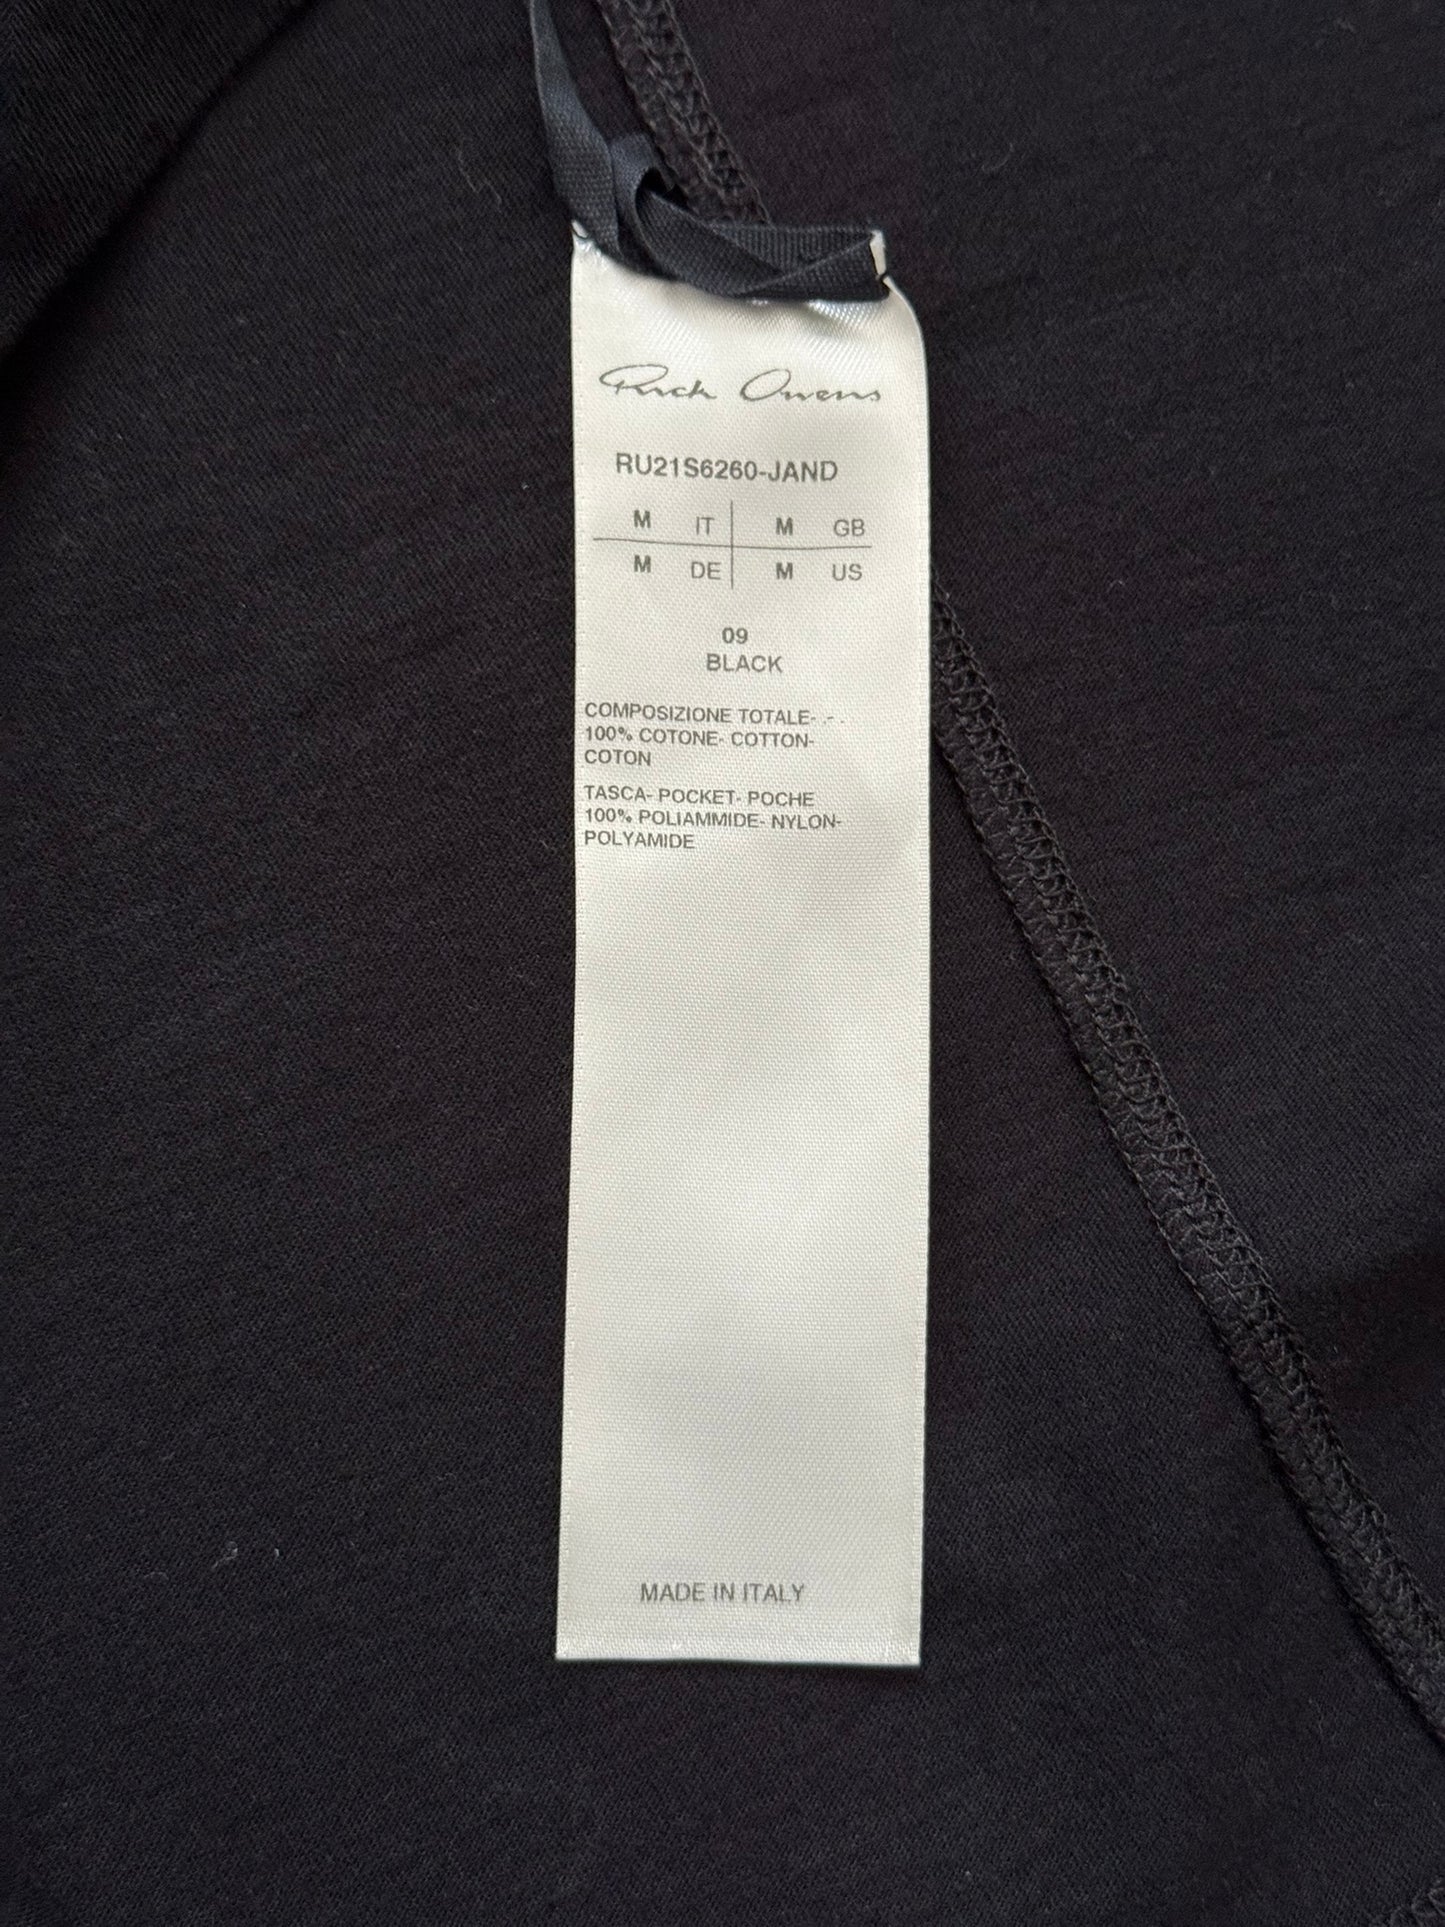 Rick Owens
RU21S6260-JAND
M IT M GB
M DE M US
09
BLACK
COMPOSIZIONE TOTALE- .- .
100% COTONE- COTTON-
COTON
TASCA- POCKET- POCHE
100% POLIAMMIDE- NYLON-
POLYAMIDE
MADE IN ITALY